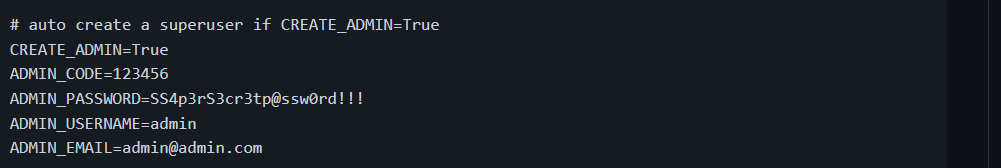 # auto create a superuser if CREATE_ADMIN=True
CREATE_ADMIN=True
ADMIN_CODE=123456
ADMIN_PASSWORD=SS4p3rS3cr3tp@ssw0rd!!!
ADMIN_USERNAME=admin
ADMIN_EMAIL=admin@admin.com